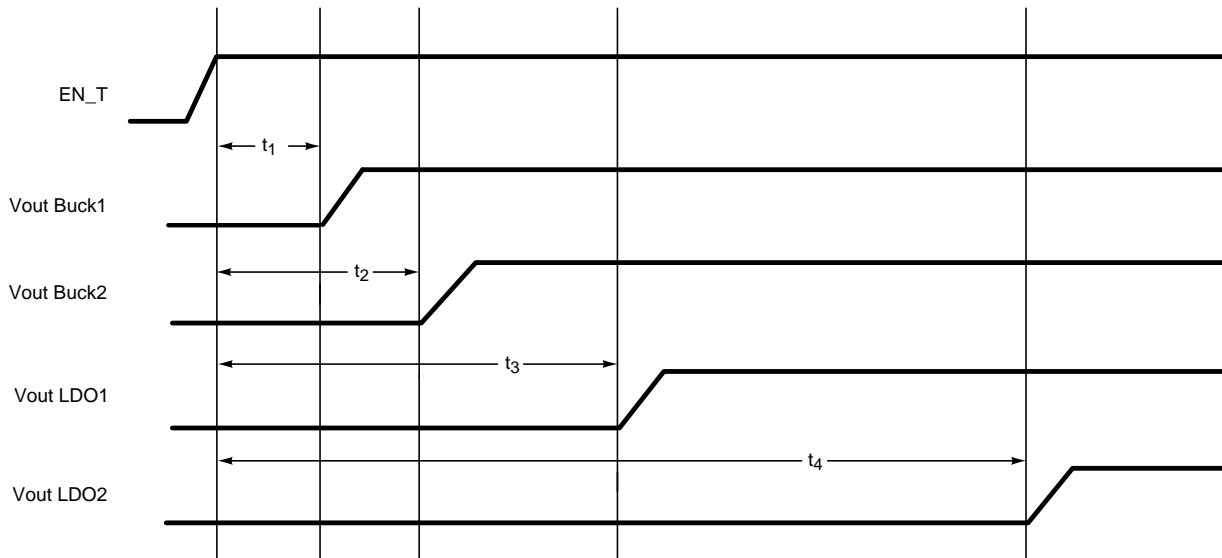 EN_T
t1
Vout Buck1
t2
Vout Buck2
t3
Vout LDO1
t4
Vout LDO2